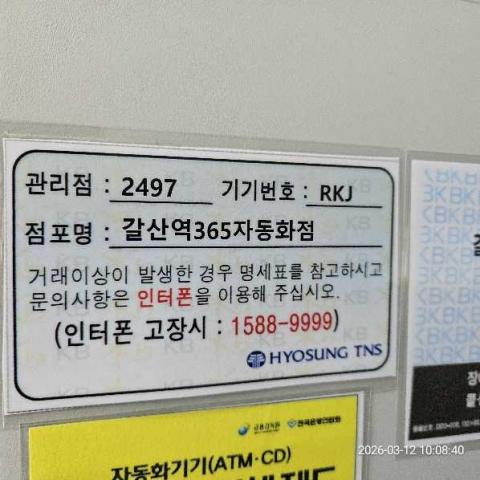 관리점 : 2497 기기번호 : RKJ
점포명 : 갈산역365자동화점
거래이상이 발생한 경우 명세표를 참고하시고
문의사항은 인터폰을 이용해 주십시오.
(인터폰 고장시 : 1588-9999)
HYOSUNG TNS
자동화기기(ATM·CD)
2026-03-12 10:08:40